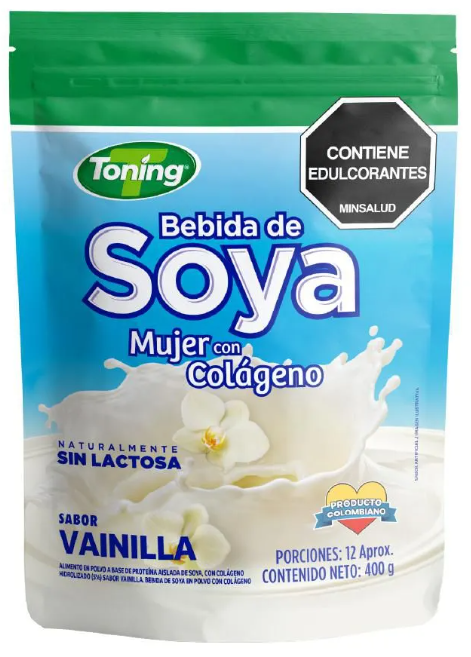 Toning
CONTIENE
EDULCORANTES
MINSALUD
Bebida de
Soya
Mujer con
Colágeno
NATURALMENTE
SIN LACTOSA
PRODUCTO
COLOMBIANO
SABOR
VAINILLA
PORCIONES: 12 Aprox.
CONTENIDO NETO: 400 g
ALIMENTO EN POLVO A BASE DE PROTEÍNA AISLADA DE SOYA, CON COLÁGENO
HIDROLIZADO (5%) SABOR VAINILLA. BEBIDA DE SOYA EN POLVO CON COLÁGENO